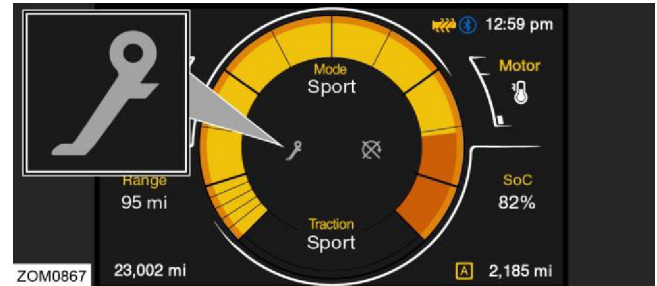 12:59 pm
Mode
Sport
Motor
Range
95 mi
SoC
82%
Traction
Sport
23,002 mi
A 2,185 mi
ZOM0867